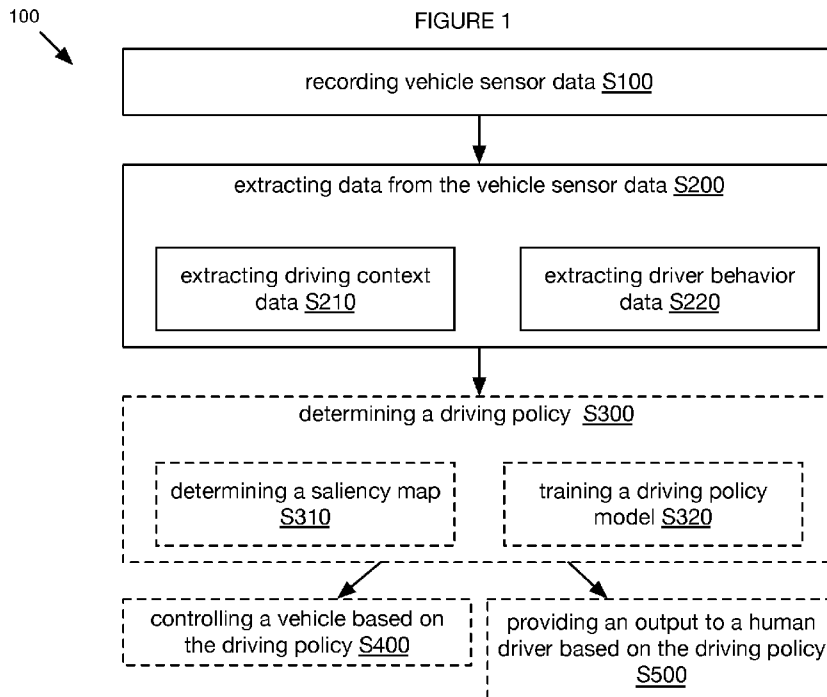 100
FIGURE 1
recording vehicle sensor data S100
extracting data from the vehicle sensor data S200
extracting driving context
data S210
extracting driver behavior
data S220
determining a driving policy S300
determining a saliency map
S310
training a driving policy
model S320
controlling a vehicle based on
the driving policy S400
providing an output to a human
driver based on the driving policy
S500